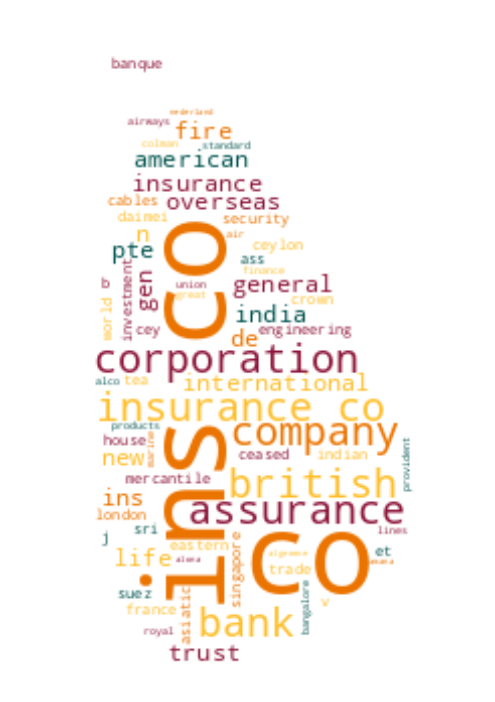 banque
nederland
airways
fire
colman
standard
american
insurance
cables
overseas
daimei
security
n
air
pte
ceylon
ass
finance
gen
investment
br
union
general
world
great
crown
india
ins co
cey
de
engineering
corporation
alco
tea
international
insurance co
products
company
house
marine
ceased
indian
provident
new
mercantile
british
ins
assurance
london
sri
lines
j
co
eastern
et
life
alena
algemene
trade
singapore
suez
asiatic
bangalore
france
v
bank
royal
trust